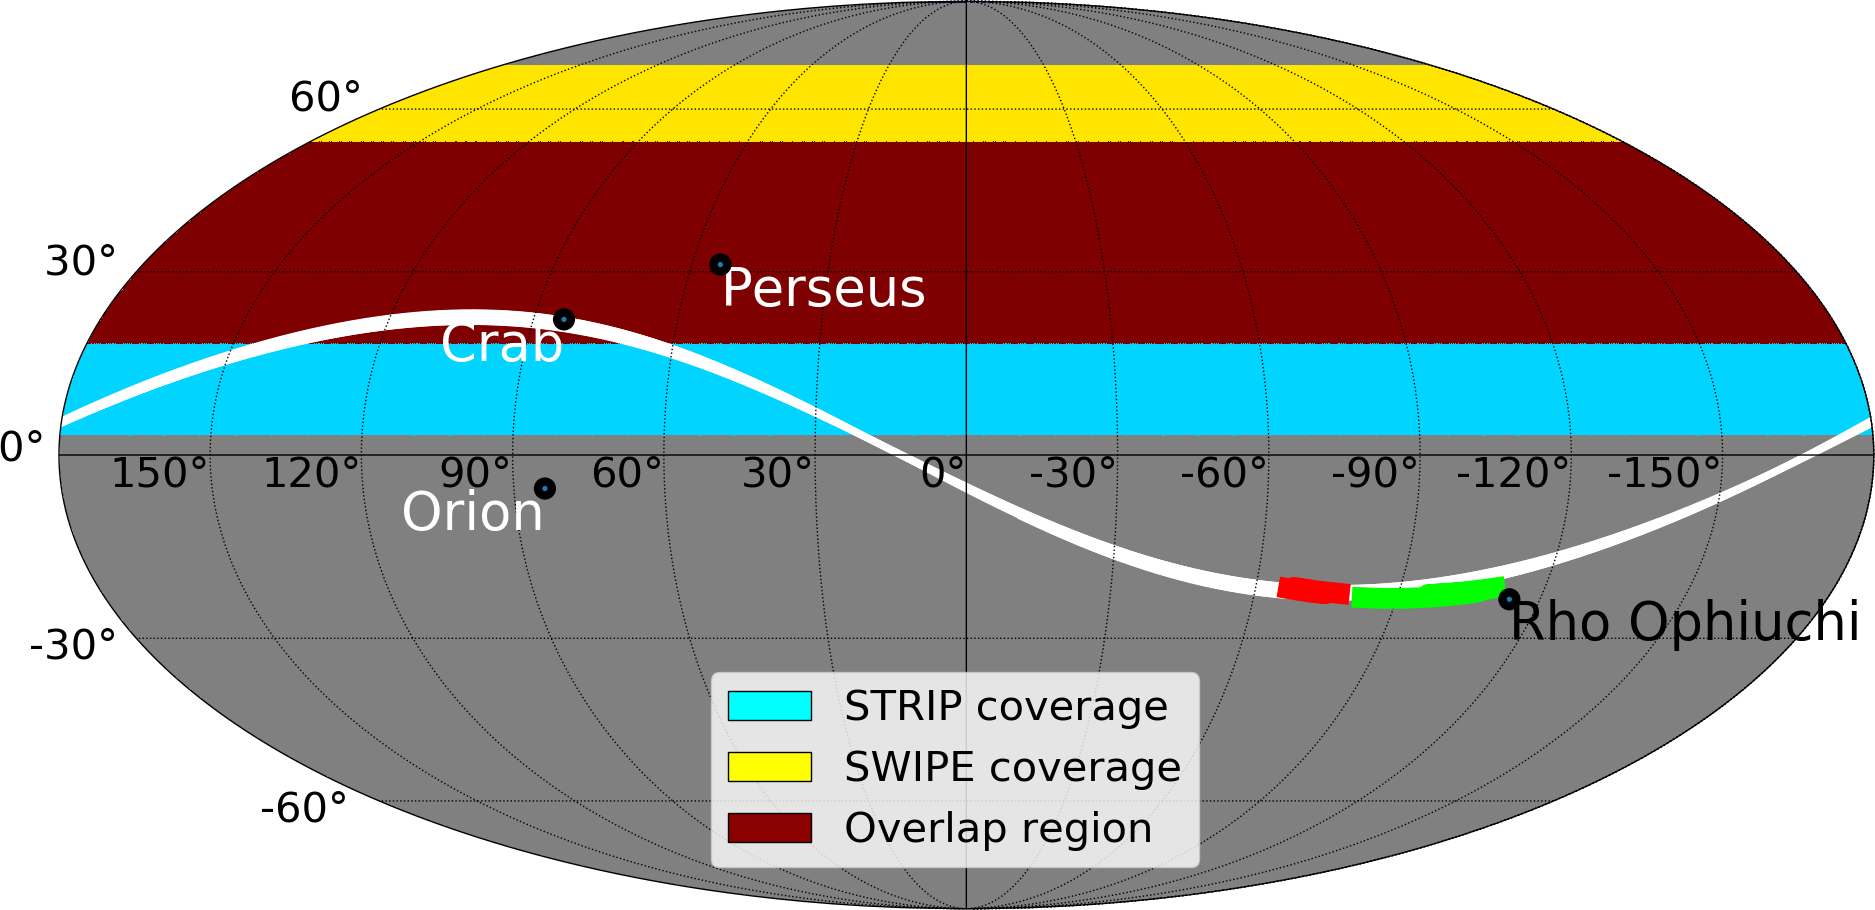 60°
30°
Perseus
Crab
0°
150° 120° 90° 60° 30° 0° -30° -60° -90° -120° -150°
Orion
-30°
Rho Ophiuchi
STRIP coverage
SWIPE coverage
-60°
Overlap region